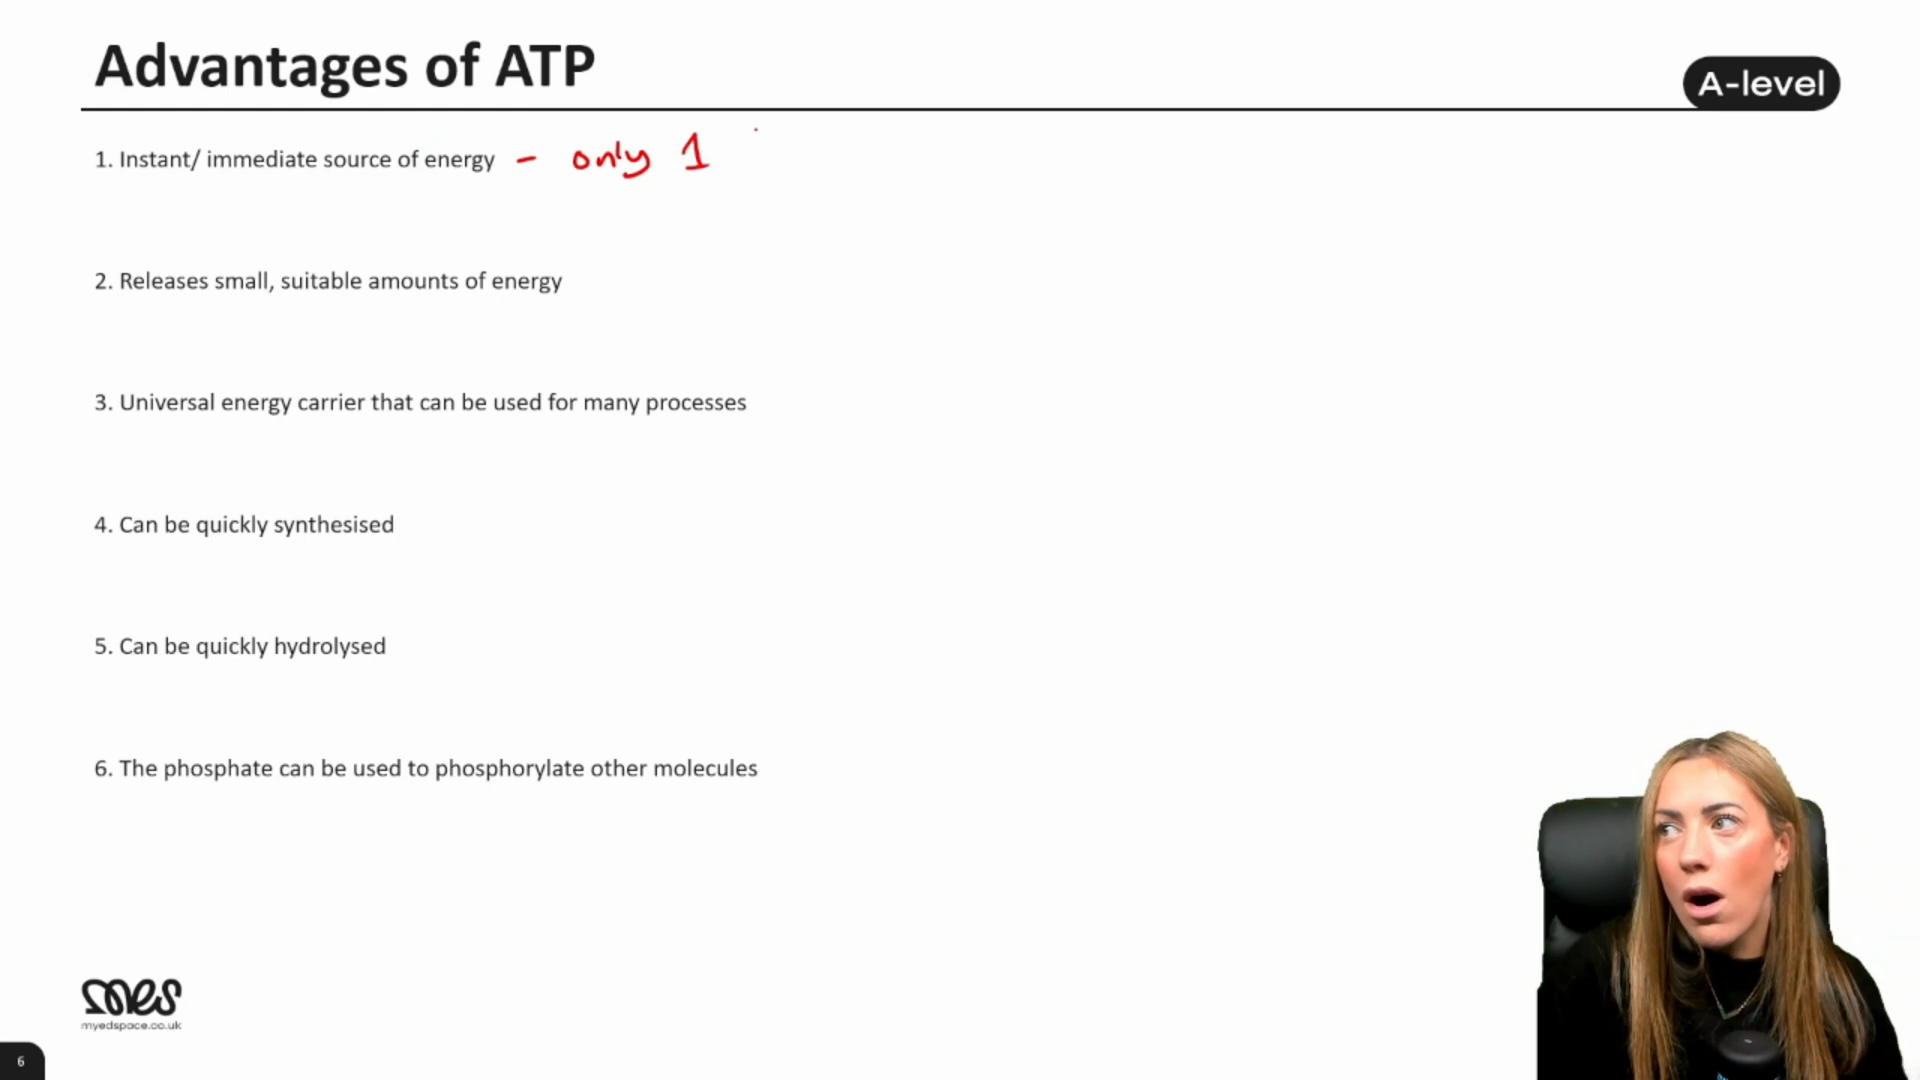 Advantages of ATP
A-level
1. Instant/ immediate source of energy - only 1
2. Releases small, suitable amounts of energy
3. Universal energy carrier that can be used for many processes
4. Can be quickly synthesised
5. Can be quickly hydrolysed
6. The phosphate can be used to phosphorylate other molecules
mes
myedspace.co.uk
6